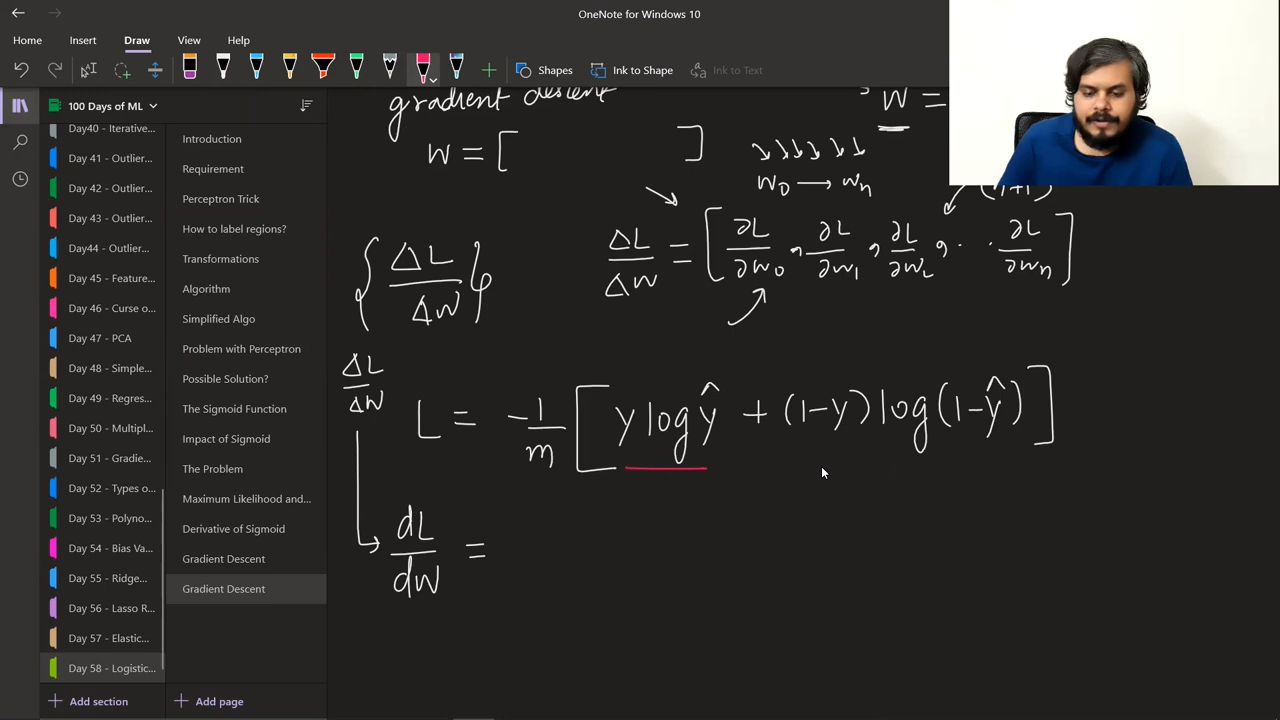 OneNote for Windows 10
Home Insert Draw View Help
Shapes Ink to Shape Ink to Text
100 Days of ML
Day40 - Iterative...
Day 41 - Outlier...
Day 42 - Outlier...
Day 43 - Outlier...
Day44 - Outlier...
Day 45 - Feature...
Day 46 - Curse o...
Day 47 - PCA
Day 48 - Simple...
Day 49 - Regres...
Day 50 - Multipl...
Day 51 - Gradie...
Day 52 - Types o...
Day 53 - Polyno...
Day 54 - Bias Va...
Day 55 - Ridge...
Day 56 - Lasso R...
Day 57 - Elastic...
Day 58 - Logistic...
Add section
Introduction
Requirement
Perceptron Trick
How to label regions?
Transformations
Algorithm
Simplified Algo
Problem with Perceptron
Possible Solution?
The Sigmoid Function
Impact of Sigmoid
The Problem
Maximum Likelihood and...
Derivative of Sigmoid
Gradient Descent
Gradient Descent
Add page
gradient descent
W =
W = [ ]
w₀ → wₙ
(n+1)
ΔL/ΔW = [∂L/∂w₀, ∂L/∂w₁, ∂L/∂w₂, . . . ∂L/∂wₙ]
{ΔL/ΔW}
ΔL/ΔW
L = -1/m [y log ŷ + (1-y) log(1-ŷ)]
dL/dW =